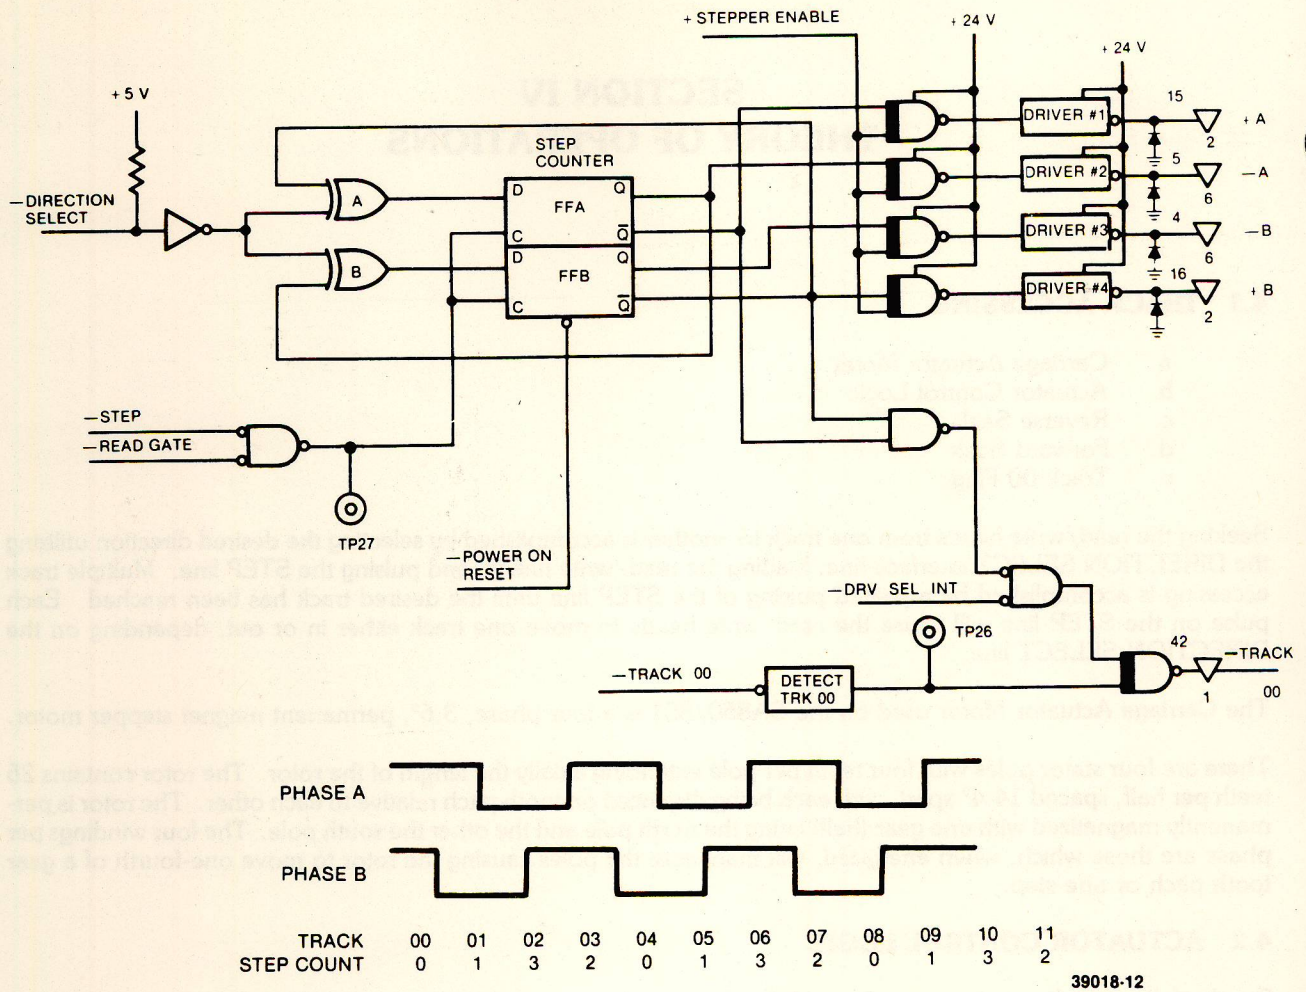 + STEPPER ENABLE
+ 24 V
+ 24 V
+ 5 V
STEP
COUNTER
—DIRECTION
SELECT
A
B
D
Q
FFA
C
Q̅
D
Q
FFB
C
Q̅
DRIVER #1
15
2
+ A
DRIVER #2
5
6
—A
DRIVER #3
4
6
—B
DRIVER #4
16
2
+ B
—STEP
—READ GATE
TP27
—POWER ON
RESET
—DRV SEL INT
TP26
—TRACK 00
DETECT
TRK 00
42
1
—TRACK
00
PHASE A
PHASE B
TRACK 00 01 02 03 04 05 06 07 08 09 10 11
STEP COUNT 0 1 3 2 0 1 3 2 0 1 3 2
39018-12